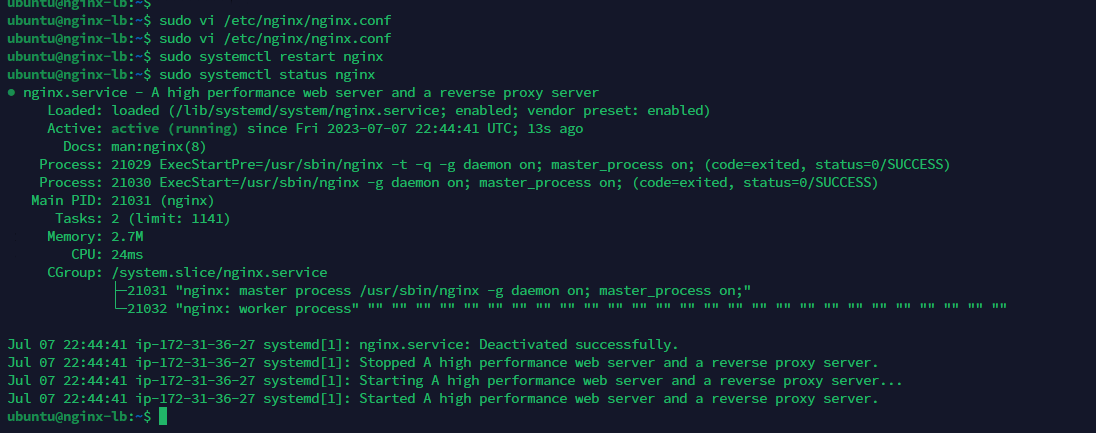 ubuntu@nginx-lb:~$
ubuntu@nginx-lb:~$ sudo vi /etc/nginx/nginx.conf
ubuntu@nginx-lb:~$ sudo vi /etc/nginx/nginx.conf
ubuntu@nginx-lb:~$ sudo systemctl restart nginx
ubuntu@nginx-lb:~$ sudo systemctl status nginx
● nginx.service - A high performance web server and a reverse proxy server
Loaded: loaded (/lib/systemd/system/nginx.service; enabled; vendor preset: enabled)
Active: active (running) since Fri 2023-07-07 22:44:41 UTC; 13s ago
Docs: man:nginx(8)
Process: 21029 ExecStartPre=/usr/sbin/nginx -t -q -g daemon on; master_process on; (code=exited, status=0/SUCCESS)
Process: 21030 ExecStart=/usr/sbin/nginx -g daemon on; master_process on; (code=exited, status=0/SUCCESS)
Main PID: 21031 (nginx)
Tasks: 2 (limit: 1141)
Memory: 2.7M
CPU: 24ms
CGroup: /system.slice/nginx.service
├─21031 "nginx: master process /usr/sbin/nginx -g daemon on; master_process on;"
└─21032 "nginx: worker process" "" "" "" "" "" "" "" "" "" "" "" "" "" "" "" "" "" "" "" "" "" "" "" "" "" "" ""

Jul 07 22:44:41 ip-172-31-36-27 systemd[1]: nginx.service: Deactivated successfully.
Jul 07 22:44:41 ip-172-31-36-27 systemd[1]: Stopped A high performance web server and a reverse proxy server.
Jul 07 22:44:41 ip-172-31-36-27 systemd[1]: Starting A high performance web server and a reverse proxy server...
Jul 07 22:44:41 ip-172-31-36-27 systemd[1]: Started A high performance web server and a reverse proxy server.
ubuntu@nginx-lb:~$